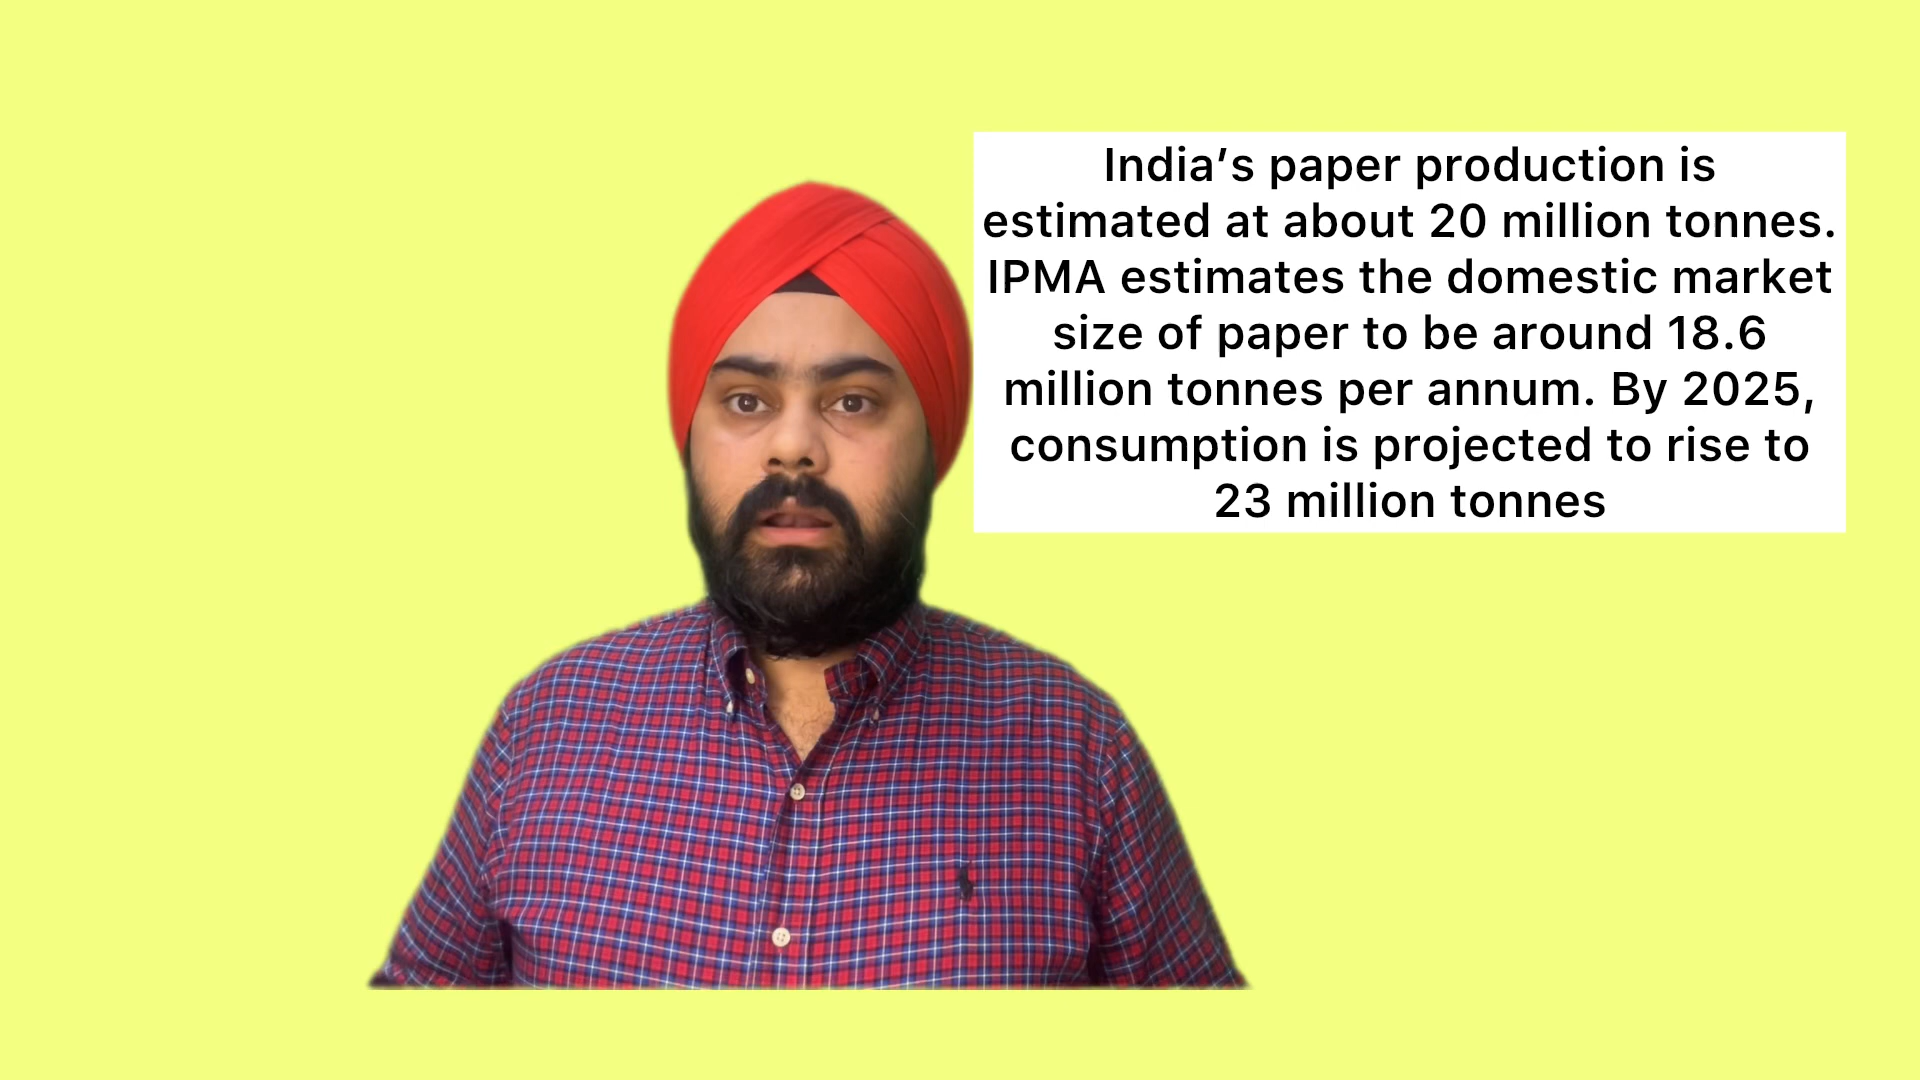 India’s paper production is
estimated at about 20 million tonnes.
IPMA estimates the domestic market
size of paper to be around 18.6
million tonnes per annum. By 2025,
consumption is projected to rise to
23 million tonnes